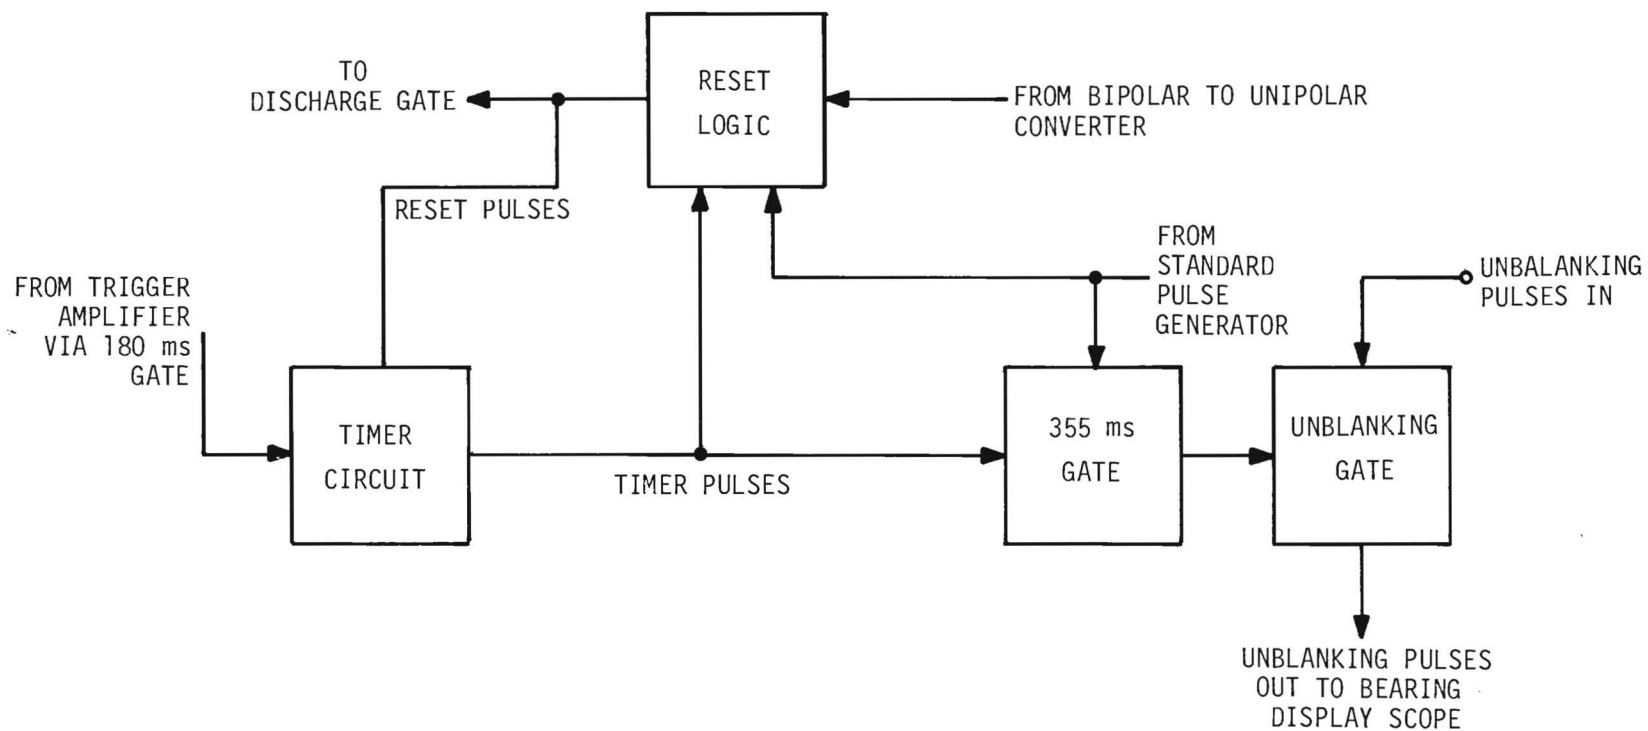 TO
DISCHARGE GATE
RESET
LOGIC
FROM BIPOLAR TO UNIPOLAR
CONVERTER
RESET PULSES
FROM
STANDARD
PULSE
GENERATOR
UNBALANKING
PULSES IN
FROM TRIGGER
AMPLIFIER
VIA 180 ms
GATE
TIMER
CIRCUIT
TIMER PULSES
355 ms
GATE
UNBLANKING
GATE
UNBLANKING PULSES
OUT TO BEARING
DISPLAY SCOPE